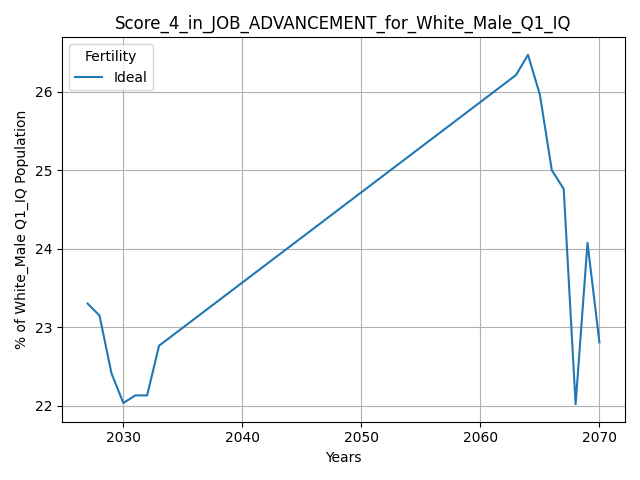 Score_4_in_JOB_ADVANCEMENT_for_White_Male_Q1_IQ
Fertility
Ideal
% of White_Male Q1_IQ Population
26
25
24
23
22
2030 2040 2050 2060 2070
Years